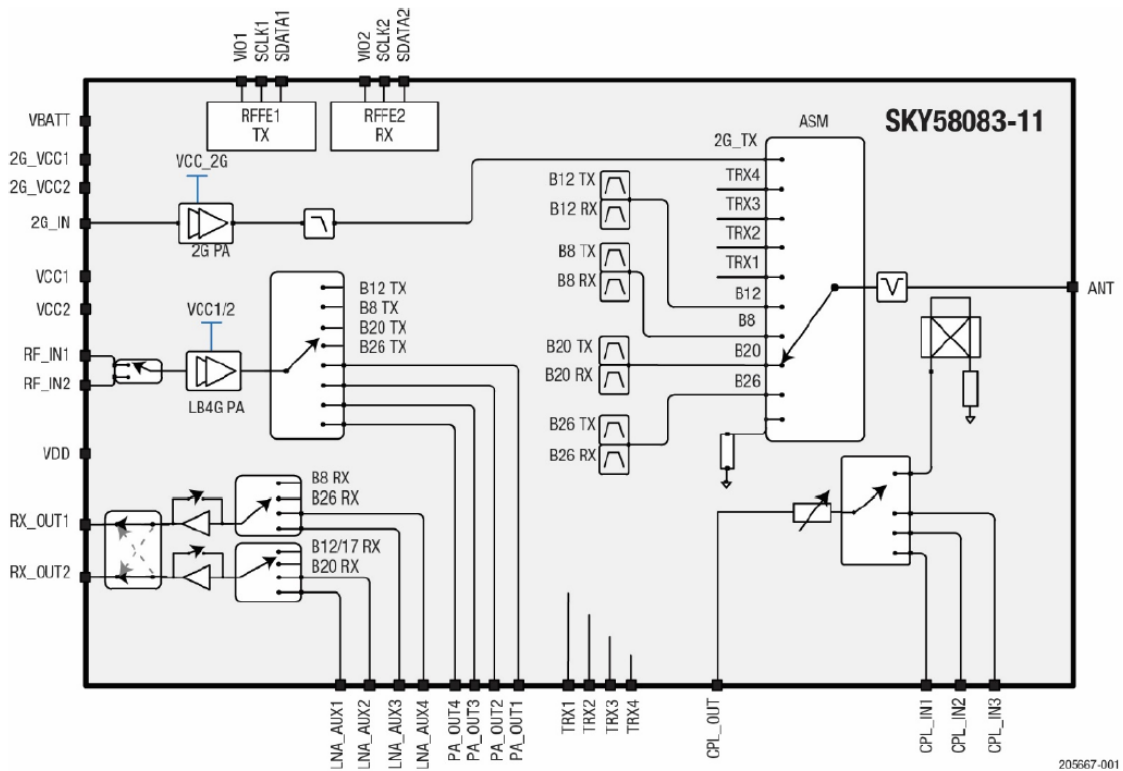 VIO1
SCLK1
SDATA1
VIO2
SCLK2
SDATA2
RFFE1
TX
RFFE2
RX
SKY58083-11
ASM
VBATT
2G_VCC1
2G_VCC2
2G_IN
VCC1
VCC2
RF_IN1
RF_IN2
VDD
RX_OUT1
RX_OUT2
VCC_2G
2G PA
VCC1/2
LB4G PA
B12 TX
B8 TX
B20 TX
B26 TX
B8 RX
B26 RX
B12/17 RX
B20 RX
B12 TX
B12 RX
B8 TX
B8 RX
B20 TX
B20 RX
B26 TX
B26 RX
2G_TX
TRX4
TRX3
TRX2
TRX1
B12
B8
B20
B26
ANT
LNA_AUX1
LNA_AUX2
LNA_AUX3
LNA_AUX4
PA_OUT4
PA_OUT3
PA_OUT2
PA_OUT1
TRX1
TRX2
TRX3
TRX4
CPL_OUT
CPL_IN1
CPL_IN2
CPL_IN3
205667-001